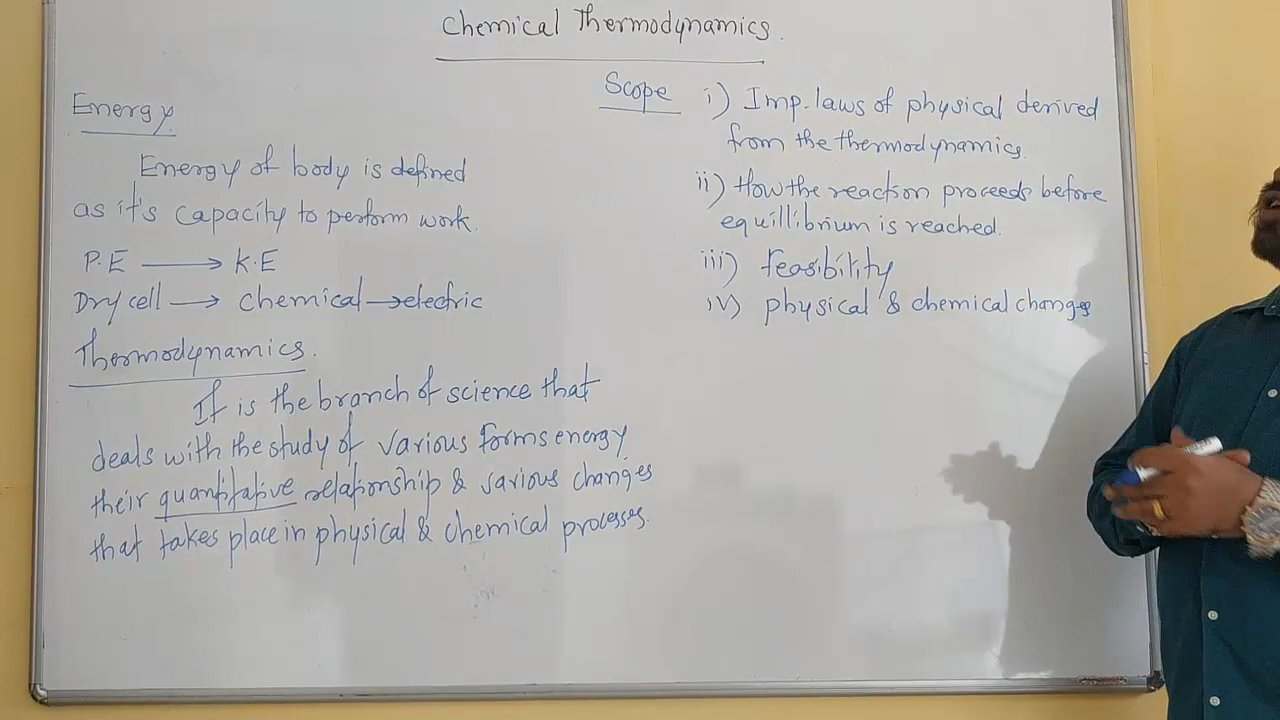 Chemical Thermodynamics.
Energy
Energy of body is defined
as it's capacity to perform work.
P.E → K.E
Dry cell → chemical → electric
Thermodynamics.
It is the branch of science that
deals with the study of various forms energy
their quantitative relationship & various changes
that takes place in physical & chemical processes.
Scope
i) Imp. laws of physical derived
from the thermodynamics.
ii) How the reaction proceeds before
equillibrium is reached.
iii) feasibility
iv) physical & chemical changes